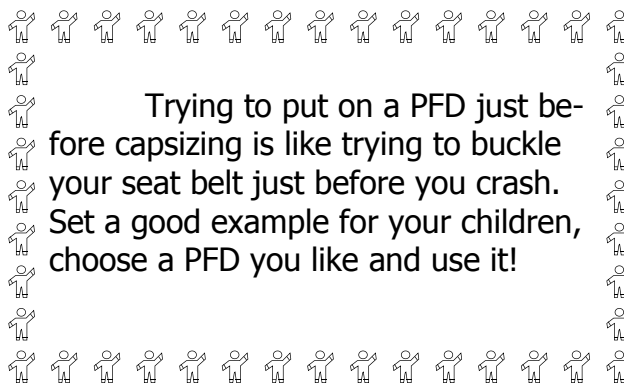 Trying to put on a PFD just be-
fore capsizing is like trying to buckle
your seat belt just before you crash.
Set a good example for your children,
choose a PFD you like and use it!